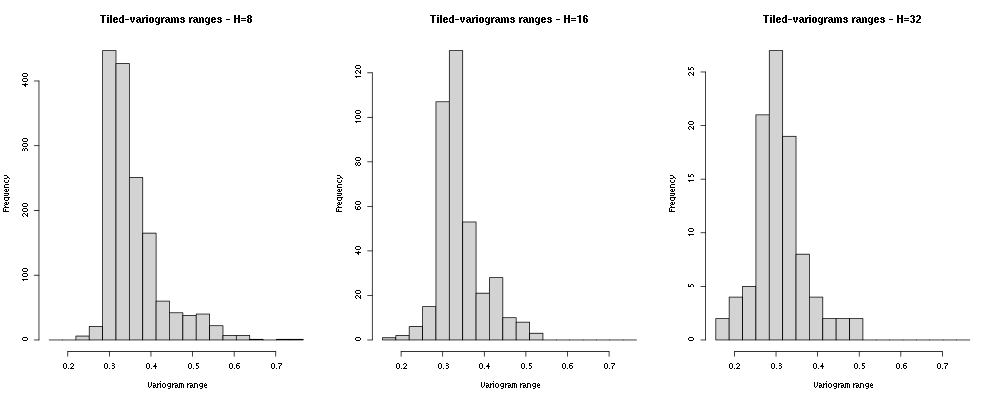 Tiled-variograms ranges - H=8
Frequency
400
300
200
100
0
0.2 0.3 0.4 0.5 0.6 0.7
Variogram range
Tiled-variograms ranges - H=16
Frequency
120
100
80
60
40
20
0
0.2 0.3 0.4 0.5 0.6 0.7
Variogram range
Tiled-variograms ranges - H=32
Frequency
25
20
15
10
5
0
0.2 0.3 0.4 0.5 0.6 0.7
Variogram range